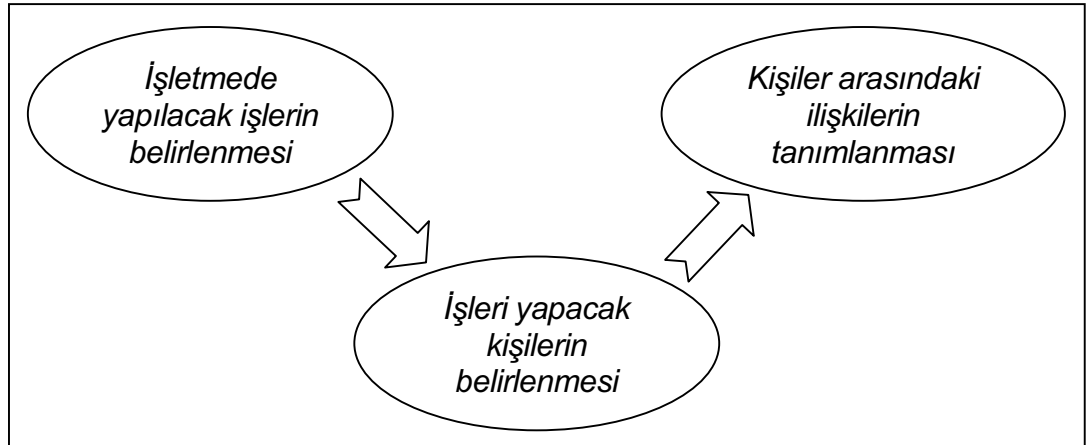 İşletmede
yapılacak işlerin
belirlenmesi
İşleri yapacak
kişilerin
belirlenmesi
Kişiler arasındaki
ilişkilerin
tanımlanması